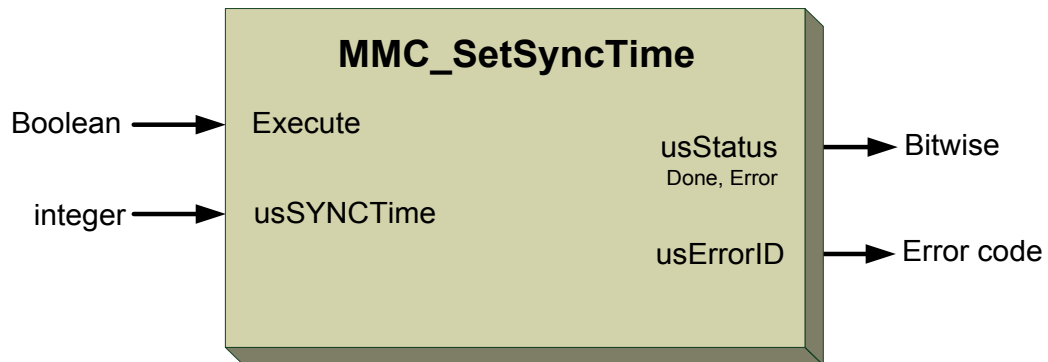 MMC_SetSyncTime
Boolean
Execute
usStatus
Done, Error
Bitwise
integer
usSYNCTime
usErrorID
Error code